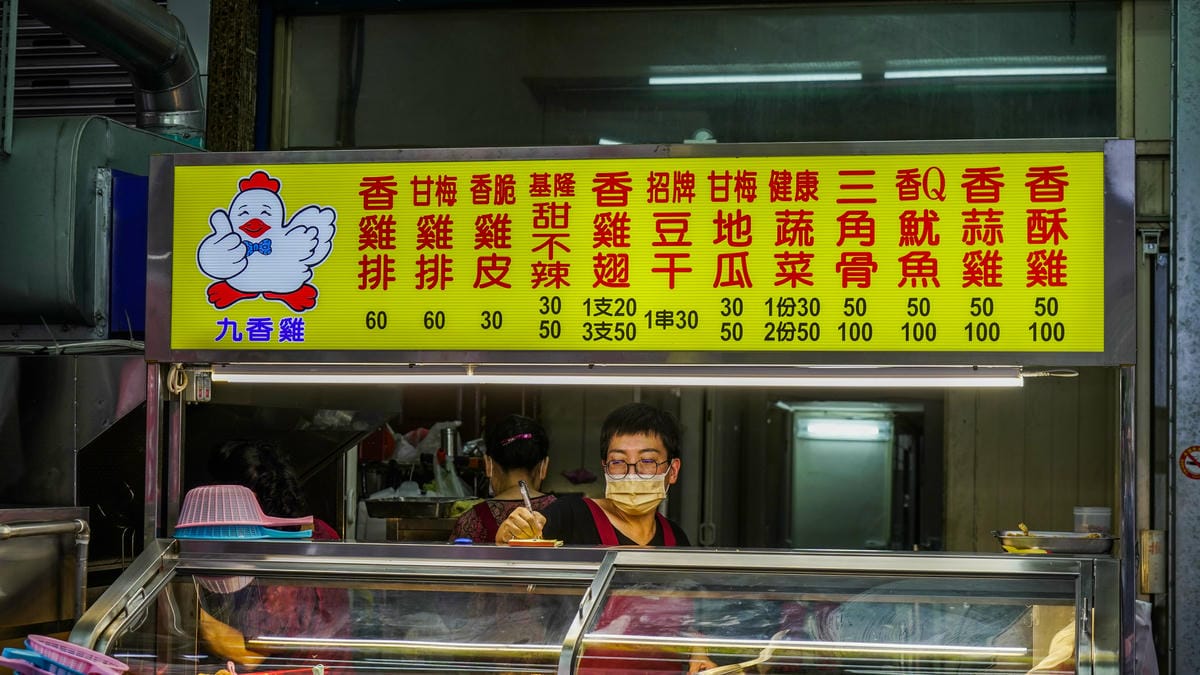 九香雞
香雞排
60
甘梅雞排
60
香脆雞皮
30
基隆甜不辣
30
50
香雞翅
1支20
3支50
招牌豆干
1串30
甘梅地瓜
30
50
健康蔬菜
1份30
2份50
三角骨
50
100
香Q魷魚
50
100
香蒜雞
50
100
香酥雞
50
100